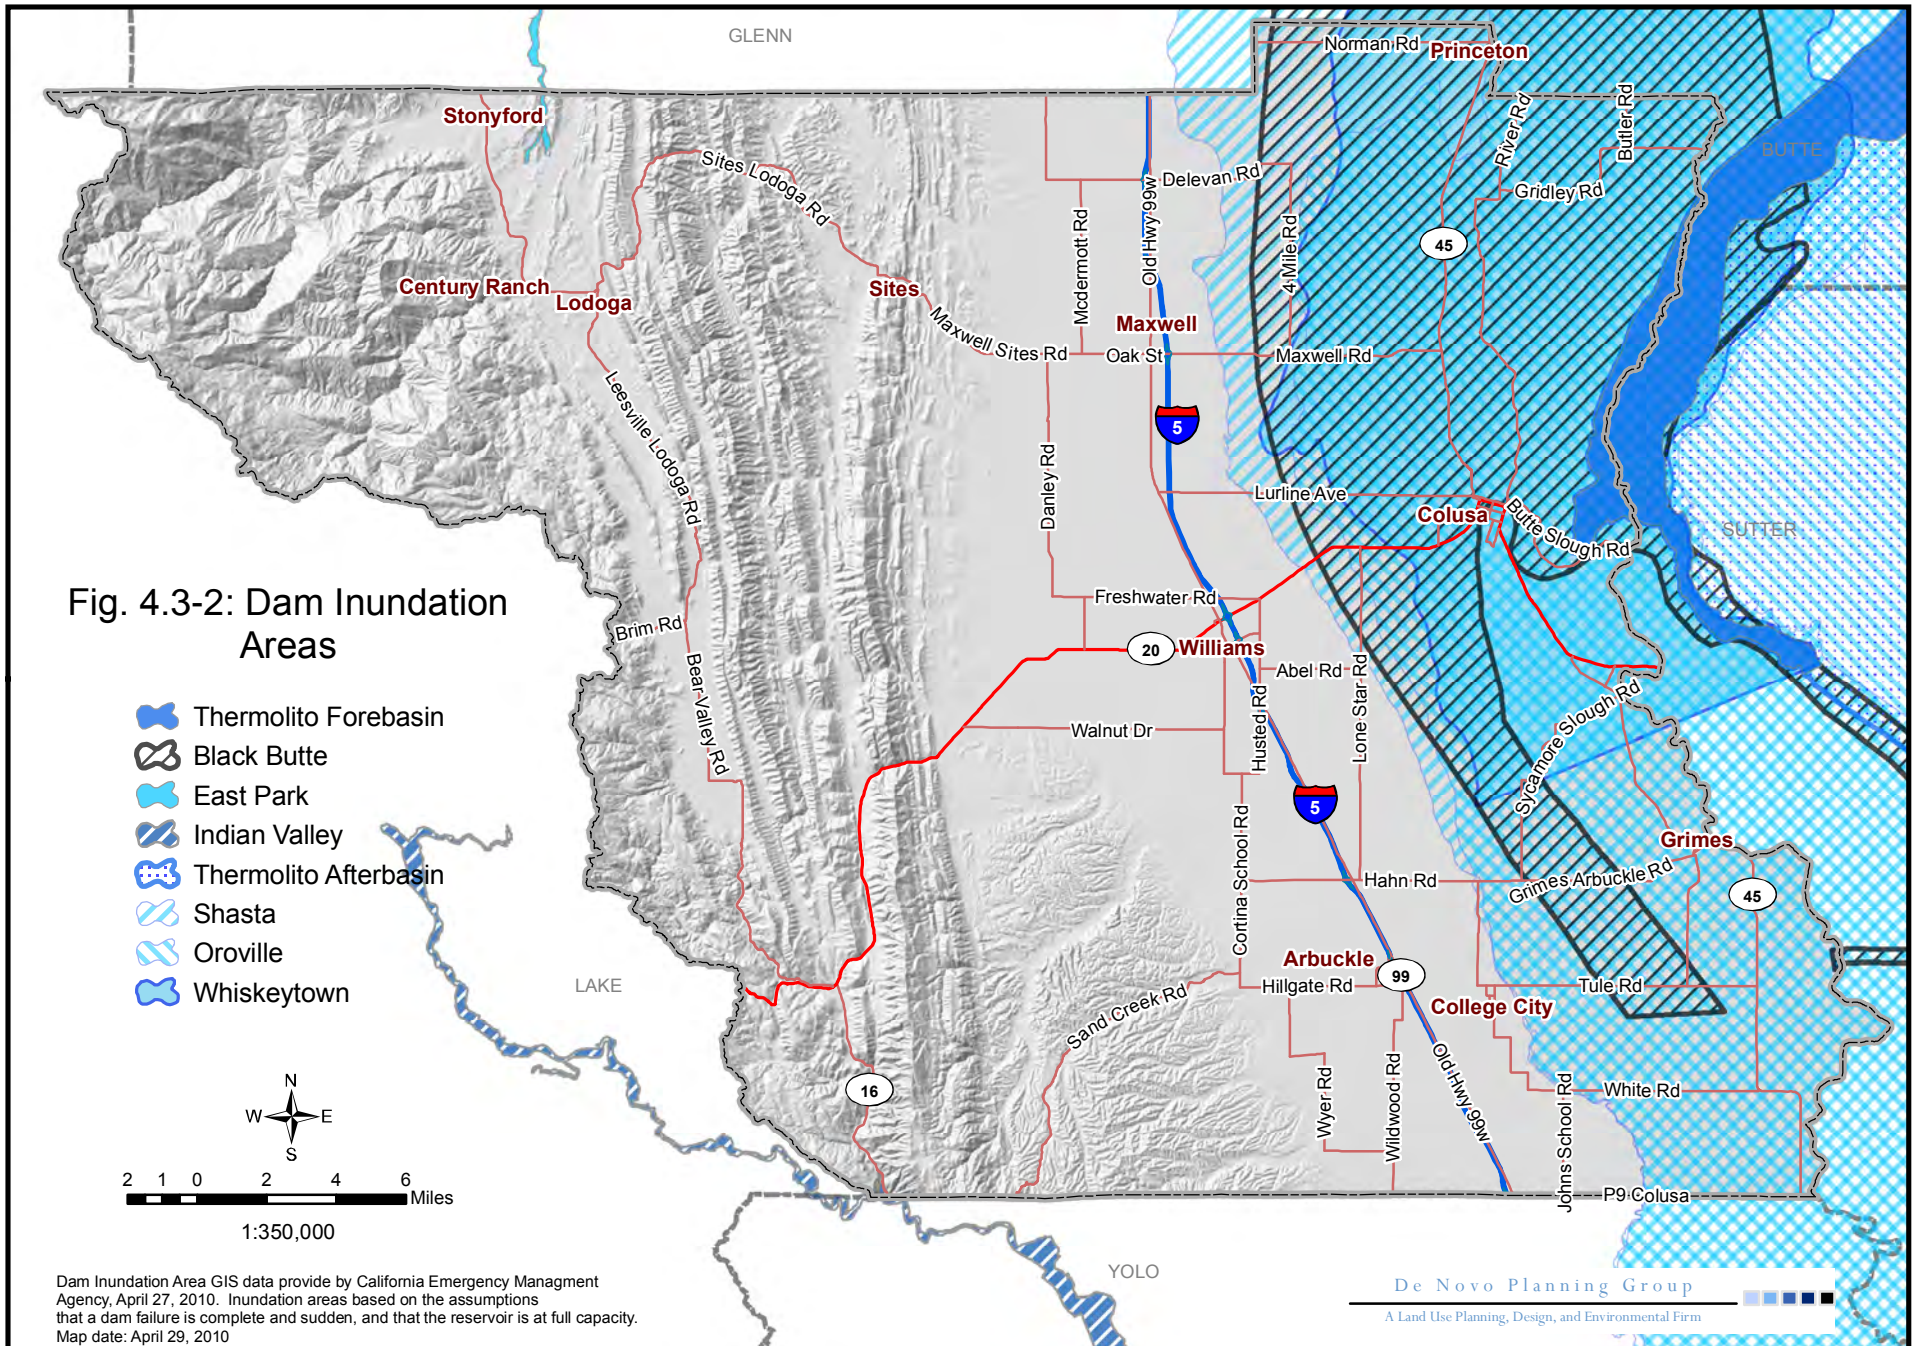 GLENN
Norman Rd
Princeton
Stonyford
River Rd
Butler Rd
BUTTE
Sites Lodoga Rd
Delevan Rd
Gridley Rd
Old Hwy 99w
Mcdermott Rd
4 Mile Rd
45
Century Ranch
Lodoga
Sites
Maxwell
Maxwell Sites Rd
Oak St
Maxwell Rd
Leesville Lodoga Rd
5
Danley Rd
Lurline Ave
Colusa
Butte Slough Rd
SUTTER
Fig. 4.3-2: Dam Inundation
Areas
Freshwater Rd
Brim Rd
20
Williams
Abel Rd
Bear Valley Rd
Husted Rd
Lone Star Rd
Sycamore Slough Rd
Walnut Dr
Thermolito Forebasin
Black Butte
East Park
Indian Valley
Thermolito Afterbasin
Shasta
Oroville
Whiskeytown
5
Cortina School Rd
Grimes
Hahn Rd
Grimes Arbuckle Rd
45
Arbuckle
99
LAKE
Hillgate Rd
Tule Rd
College City
Sand Creek Rd
Old Hwy 99w
16
Wyer Rd
Wildwood Rd
Johns School Rd
White Rd
N
W E
S
2 1 0 2 4 6
Miles
1:350,000
P9 Colusa
YOLO
Dam Inundation Area GIS data provide by California Emergency Managment
Agency, April 27, 2010. Inundation areas based on the assumptions
that a dam failure is complete and sudden, and that the reservoir is at full capacity.
Map date: April 29, 2010
De Novo Planning Group
A Land Use Planning, Design, and Environmental Firm